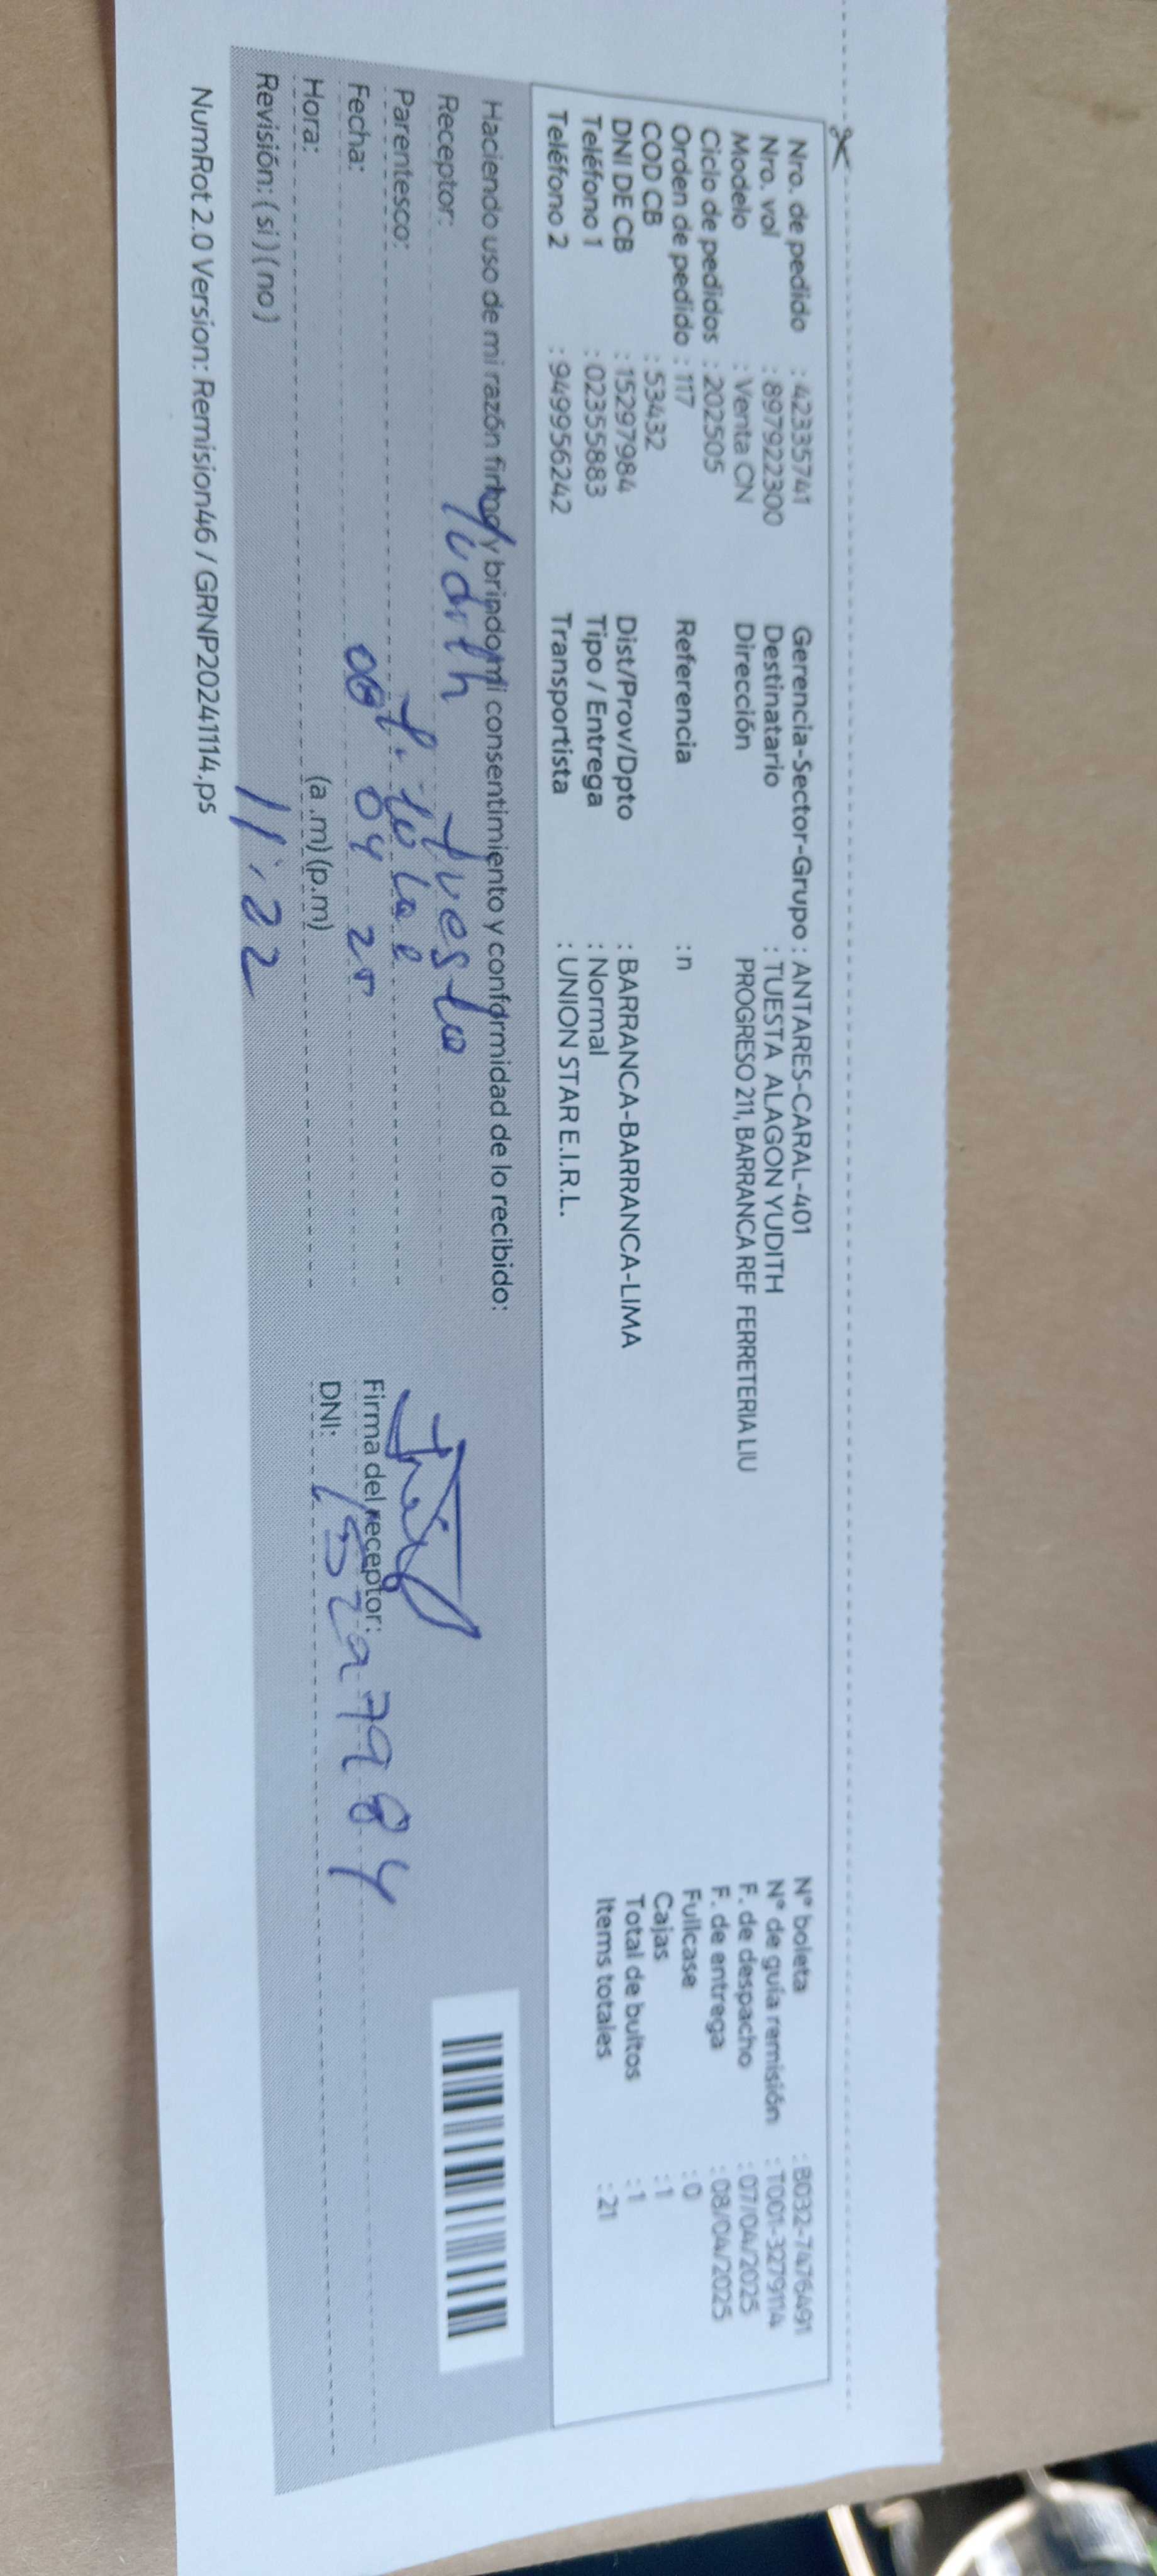 Nro. de pedido : 42335741
Nro. vol : 897922300
Modelo : Venta CN
Ciclo de pedidos : 202505
Orden de pedido : 117
COD CB : 53432
DNI DE CB : 15297984
Teléfono 1 : 02355883
Teléfono 2 : 949956242
Gerencia-Sector-Grupo : ANTARES-CARAL-401
Destinatario : TUESTA ALAGON YUDITH
Dirección PROGRESO 211, BARRANCA REF FERRETERIA LIU
Referencia : n
Dist/Prov/Dpto : BARRANCA-BARRANCA-LIMA
Tipo / Entrega : Normal
Transportista : UNION STAR E.I.R.L.
N° boleta : B032-7476491
N° de guía remisión : T001-3279114
F. de despacho : 07/04/2025
F. de entrega : 08/04/2025
Fullcase : 0
Cajas : 1
Total de bultos : 1
Items totales : 21
Haciendo uso de mi razón firmo y brindo mi consentimiento y conformidad de lo recibido:
Receptor: Yudith Tuesta
Parentesco:
Fecha: 08 04 25
Hora: (a.m) (p.m) 11:22
Revisión: ( si ) ( no )
Firma del receptor:
DNI: 15297984
NumRot 2.0 Version: Remision46 / GRNP20241114.ps